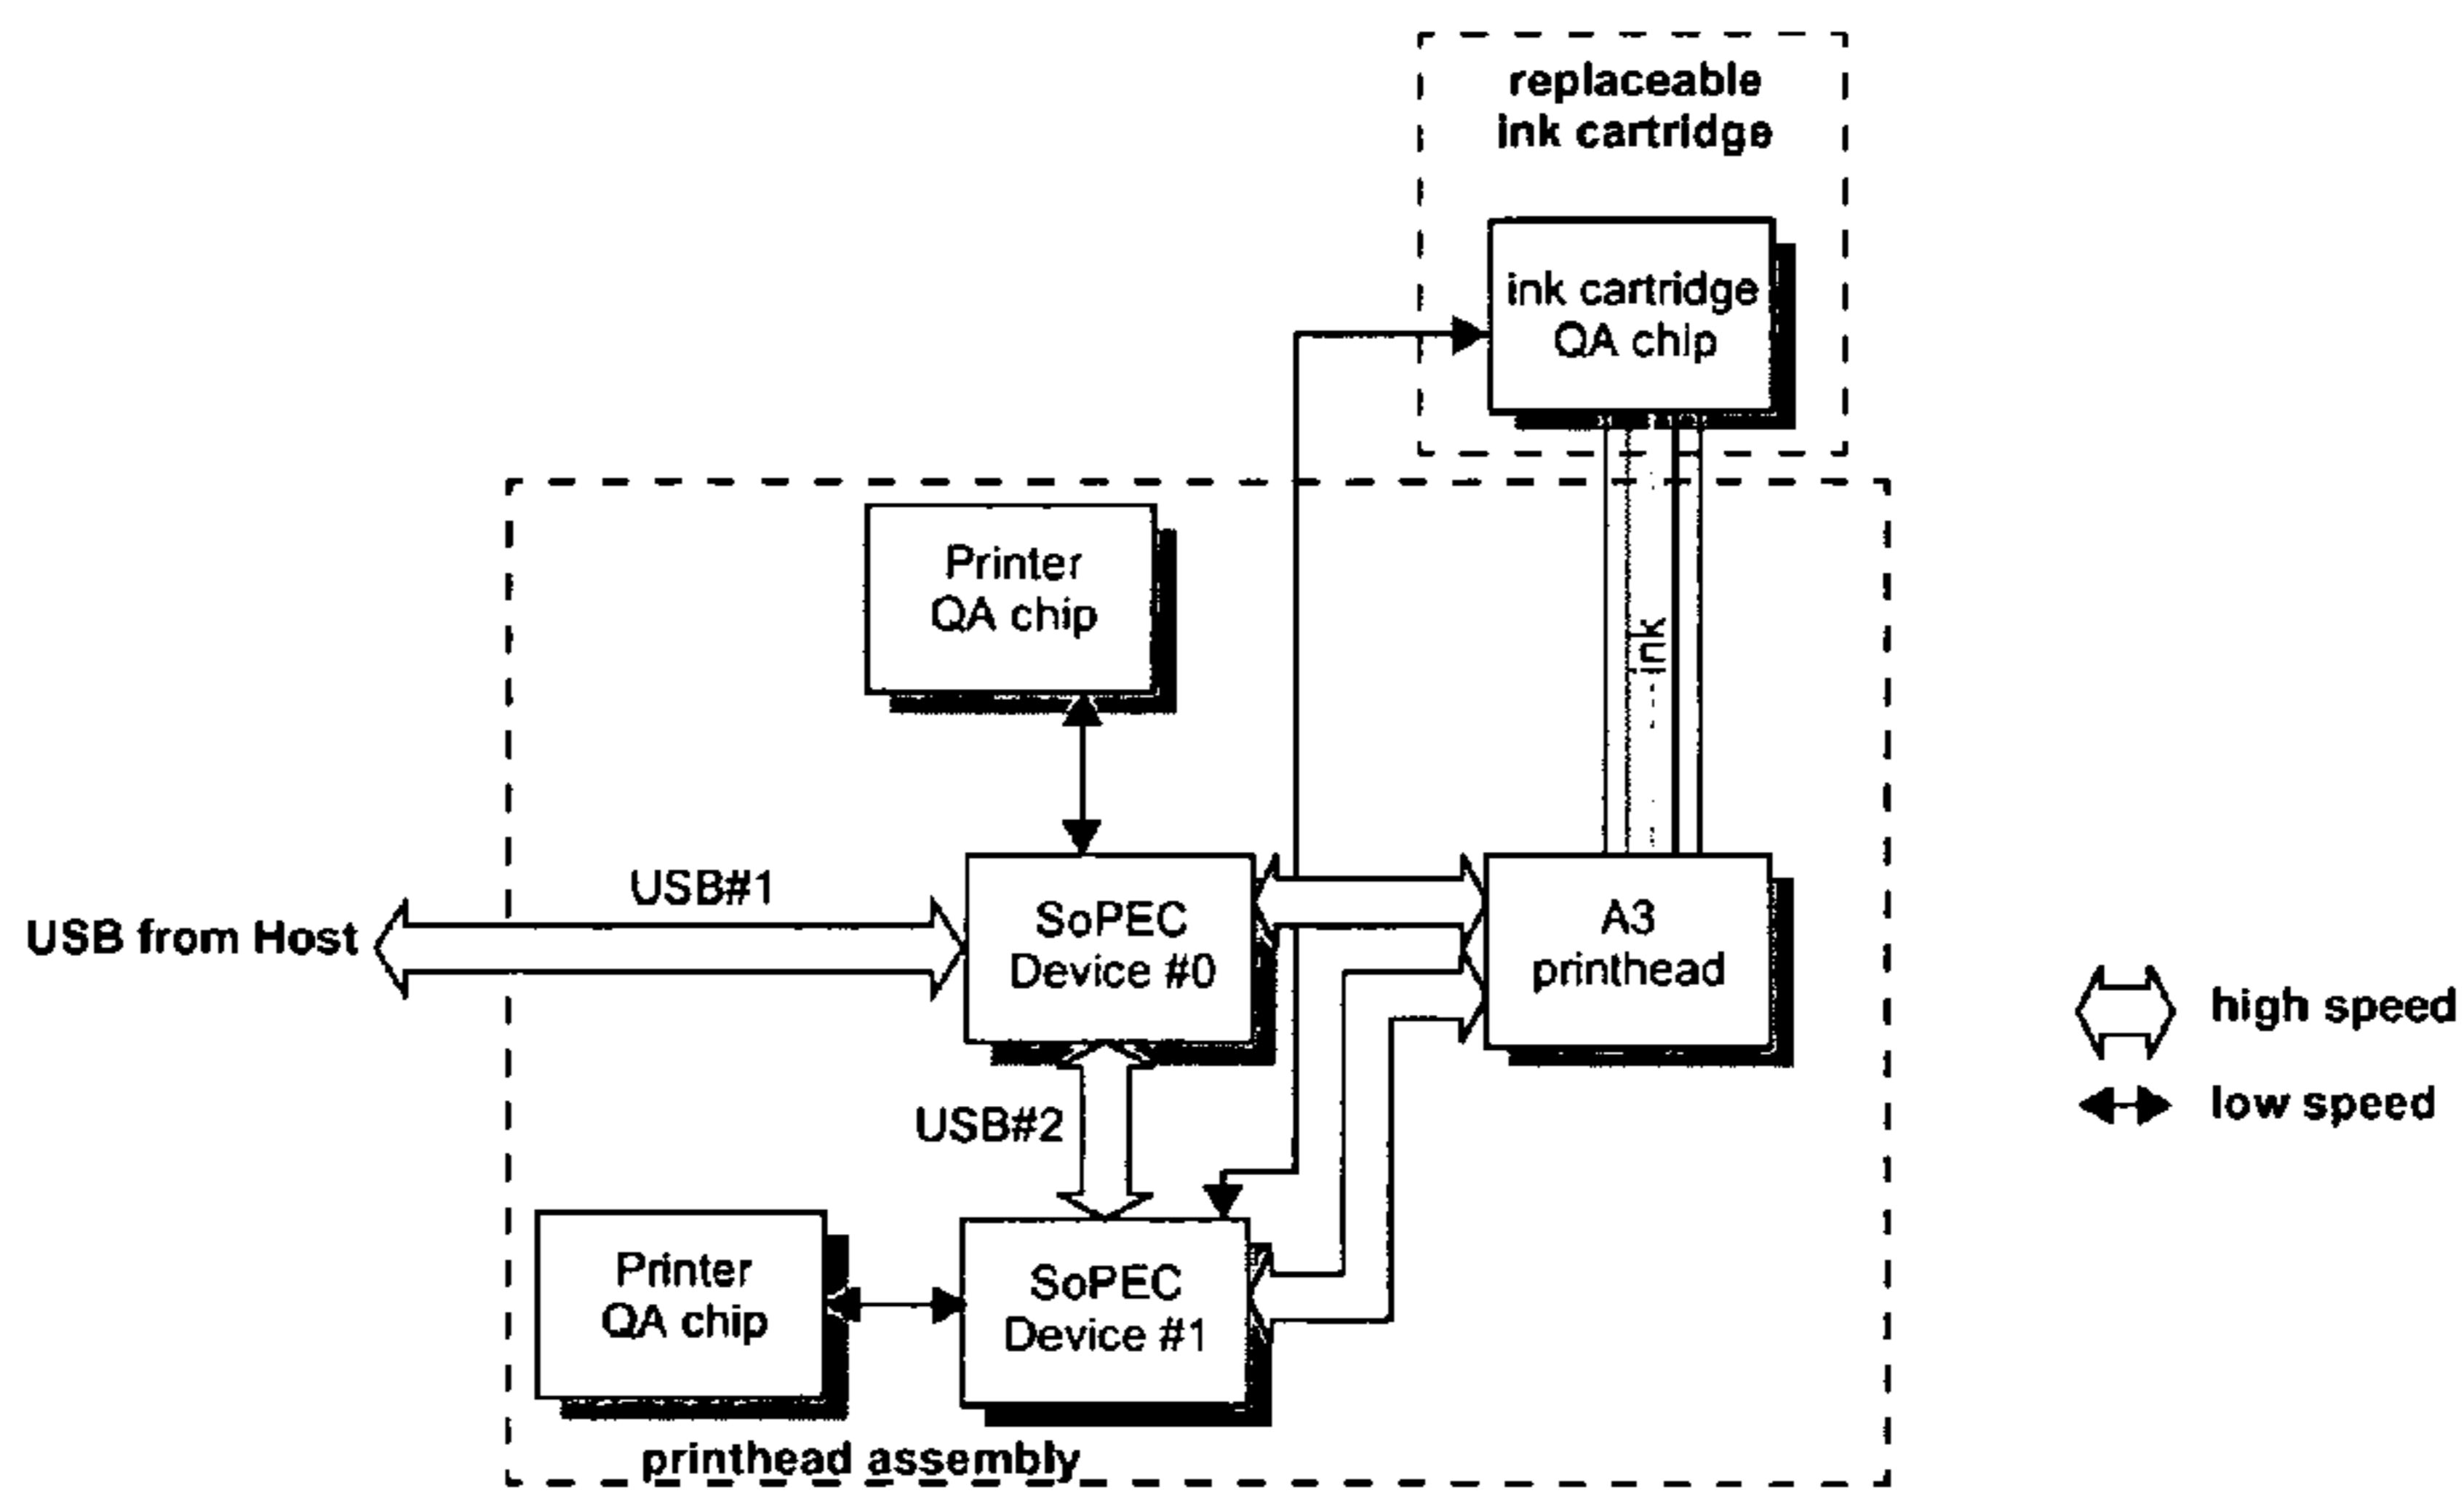 replaceable
ink cartridge
ink cartridge
QA chip
Printer
QA chip
ink
USB#1
USB from Host
SoPEC
Device #0
A3
printhead
high speed
low speed
USB#2
Printer
QA chip
SoPEC
Device #1
printhead assembly